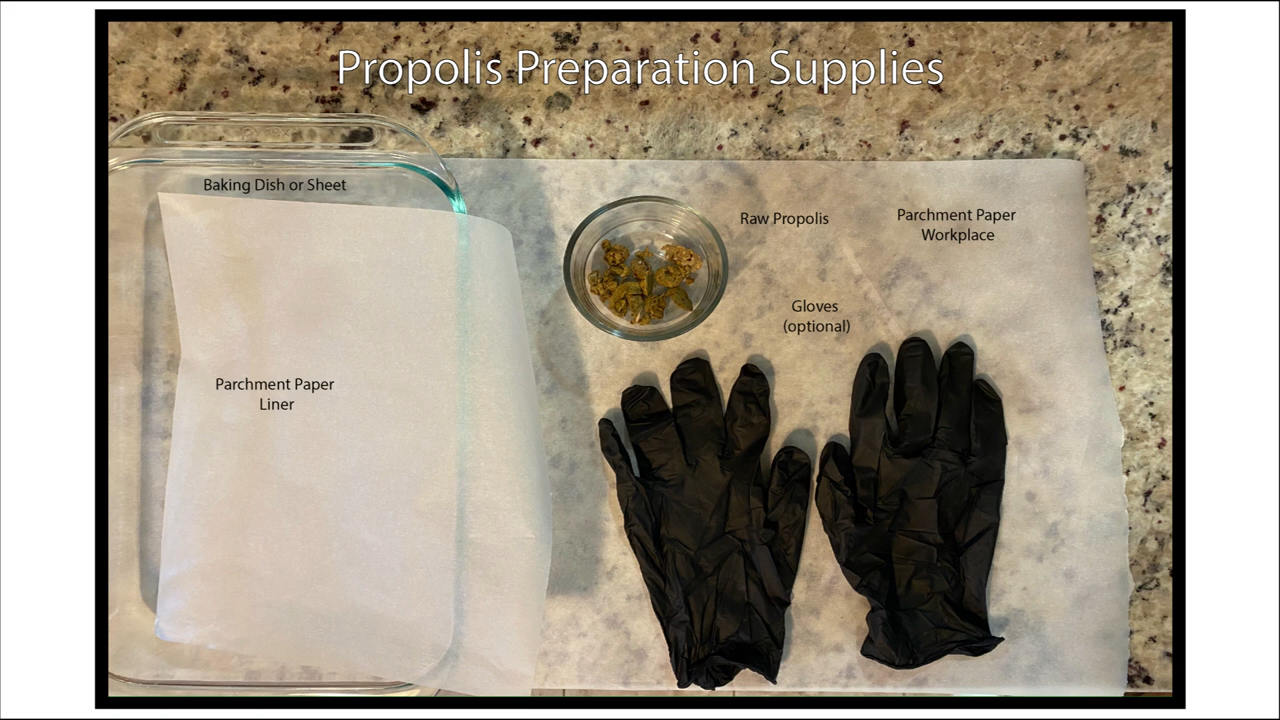 Propolis Preparation Supplies
Baking Dish or Sheet
Raw Propolis
Parchment Paper
Workplace
Gloves
(optional)
Parchment Paper
Liner